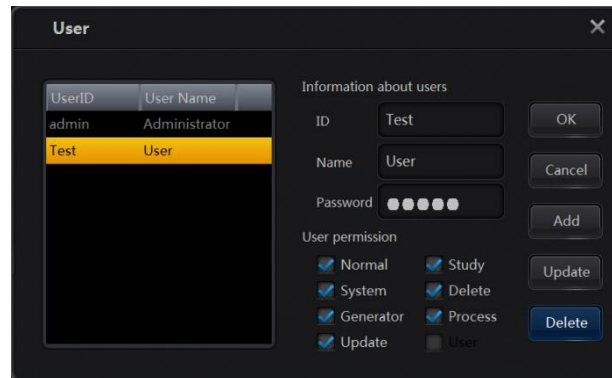 User
UserID User Name
admin Administrator
Test User
Information about users
ID Test
Name User
Password
User permission
Normal Study
System Delete
Generator Process
Update User
OK
Cancel
Add
Update
Delete